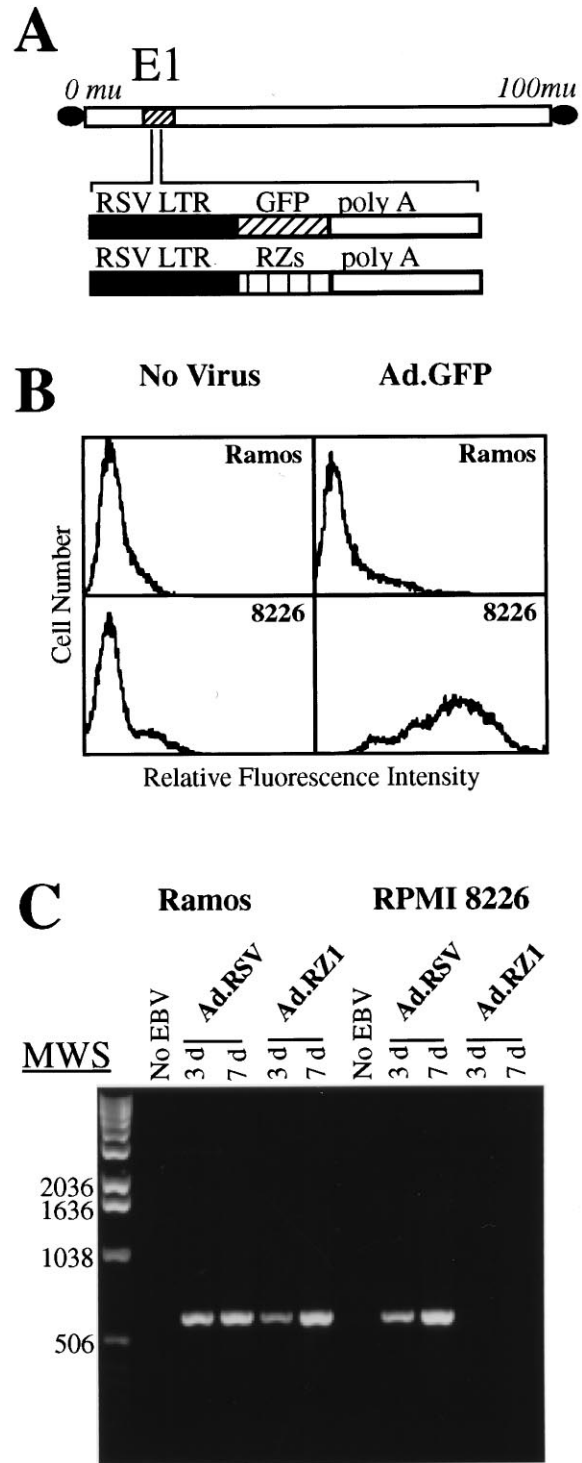 A
E1
0 mu 100mu
RSV LTR GFP poly A
RSV LTR RZs poly A
B
No Virus Ad.GFP
Ramos Ramos
8226 8226
Cell Number
Relative Fluorescence Intensity
C
Ramos RPMI 8226
No EBV Ad.RSV Ad.RZ1 No EBV Ad.RSV Ad.RZ1
MWS 3 d 7 d 3 d 7 d 3 d 7 d 3 d 7 d
2036
1636
1038
506